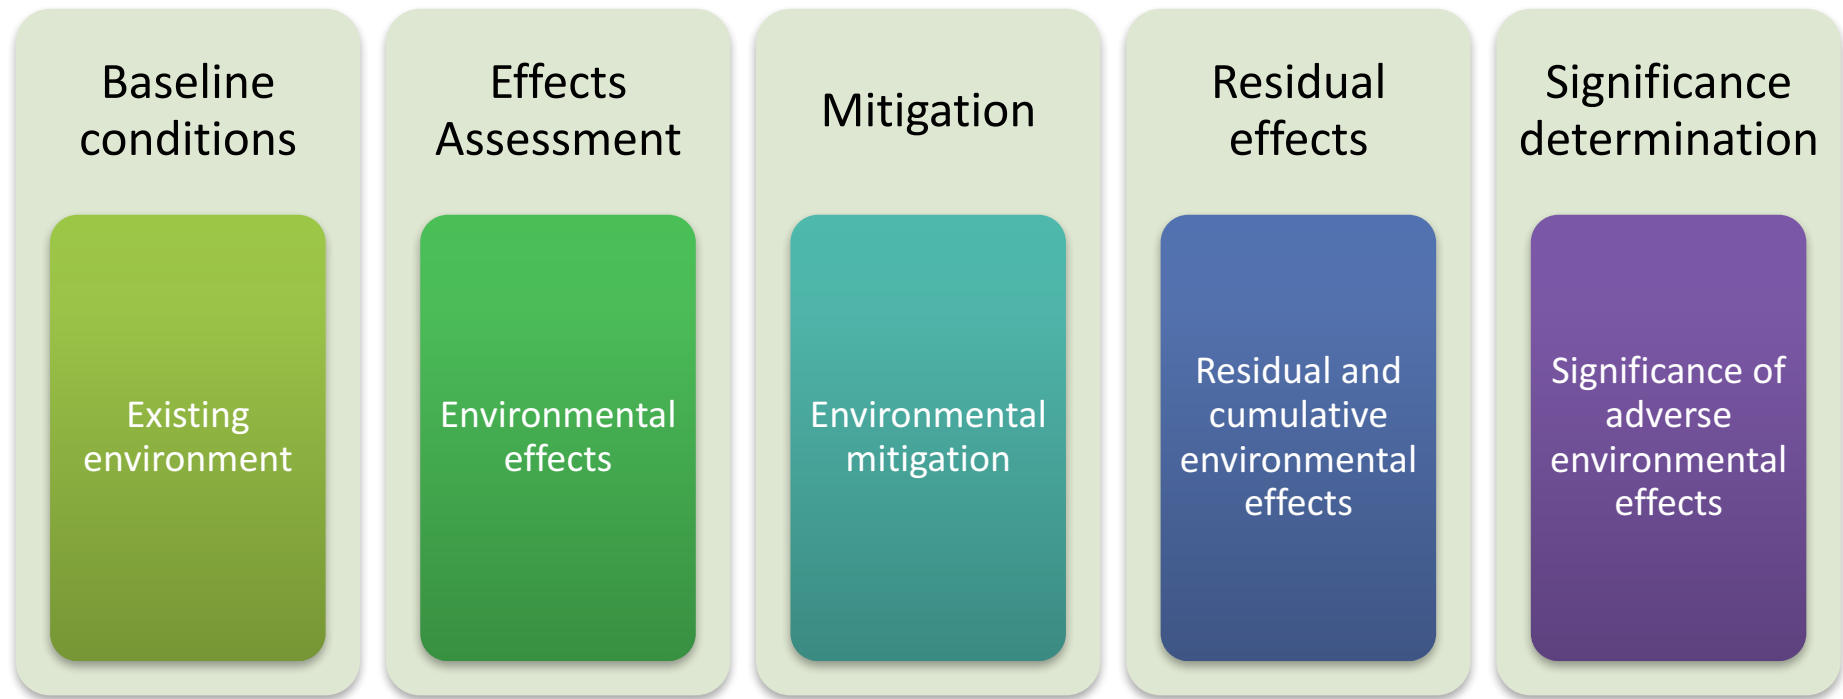 Baseline
conditions
Existing
environment
Effects
Assessment
Environmental
effects
Mitigation
Environmental
mitigation
Residual
effects
Residual and
cumulative
environmental
effects
Significance
determination
Significance of
adverse
environmental
effects